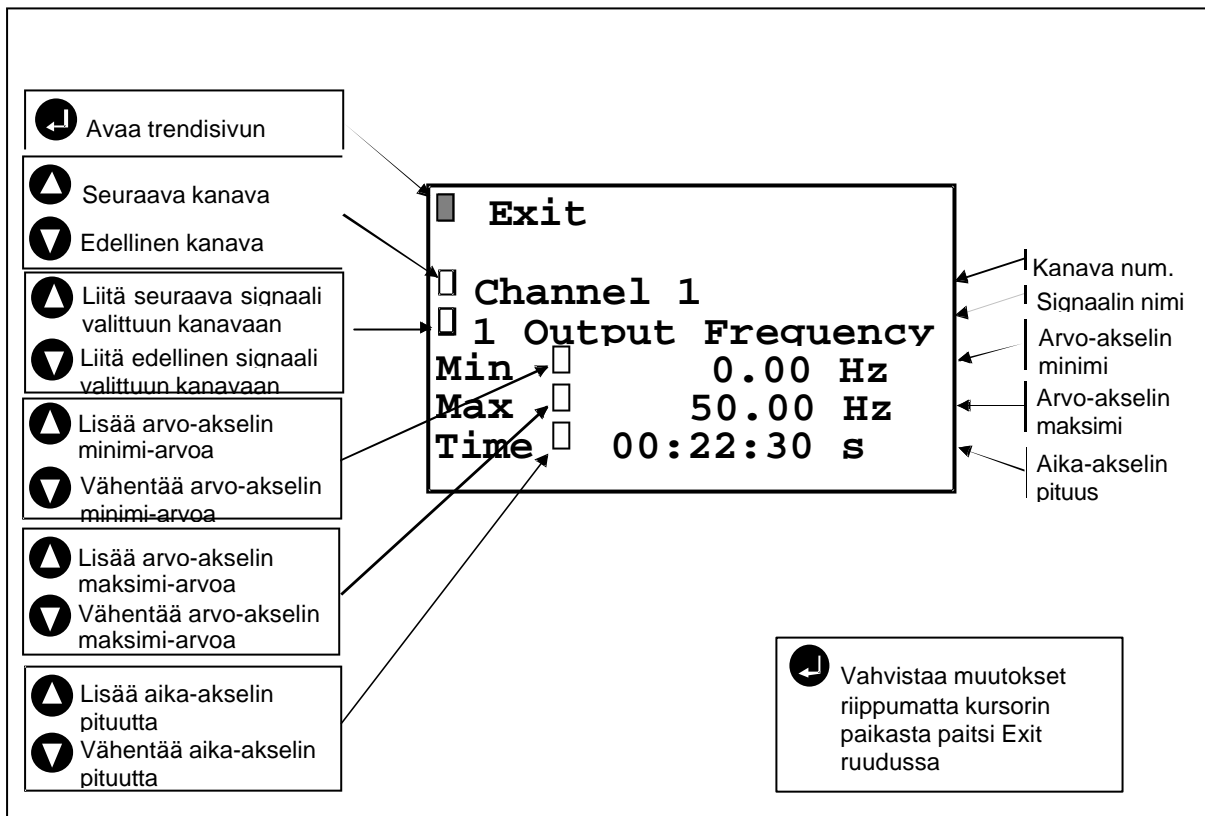 Avaa trendisivun
Seuraava kanava
Edellinen kanava
Liitä seuraava signaali
valittuun kanavaan
Liitä edellinen signaali
valittuun kanavaan
Lisää arvo-akselin
minimi-arvoa
Vähentää arvo-akselin
minimi-arvoa
Lisää arvo-akselin
maksimi-arvoa
Vähentää arvo-akselin
maksimi-arvoa
Lisää aika-akselin
pituutta
Vähentää aika-akselin
pituutta
Exit
Channel 1
1 Output Frequency
Min 0.00 Hz
Max 50.00 Hz
Time 00:22:30 s
Kanava num.
Signaalin nimi
Arvo-akselin
minimi
Arvo-akselin
maksimi
Aika-akselin
pituus
Vahvistaa muutokset
riippumatta kursorin
paikasta paitsi Exit
ruudussa